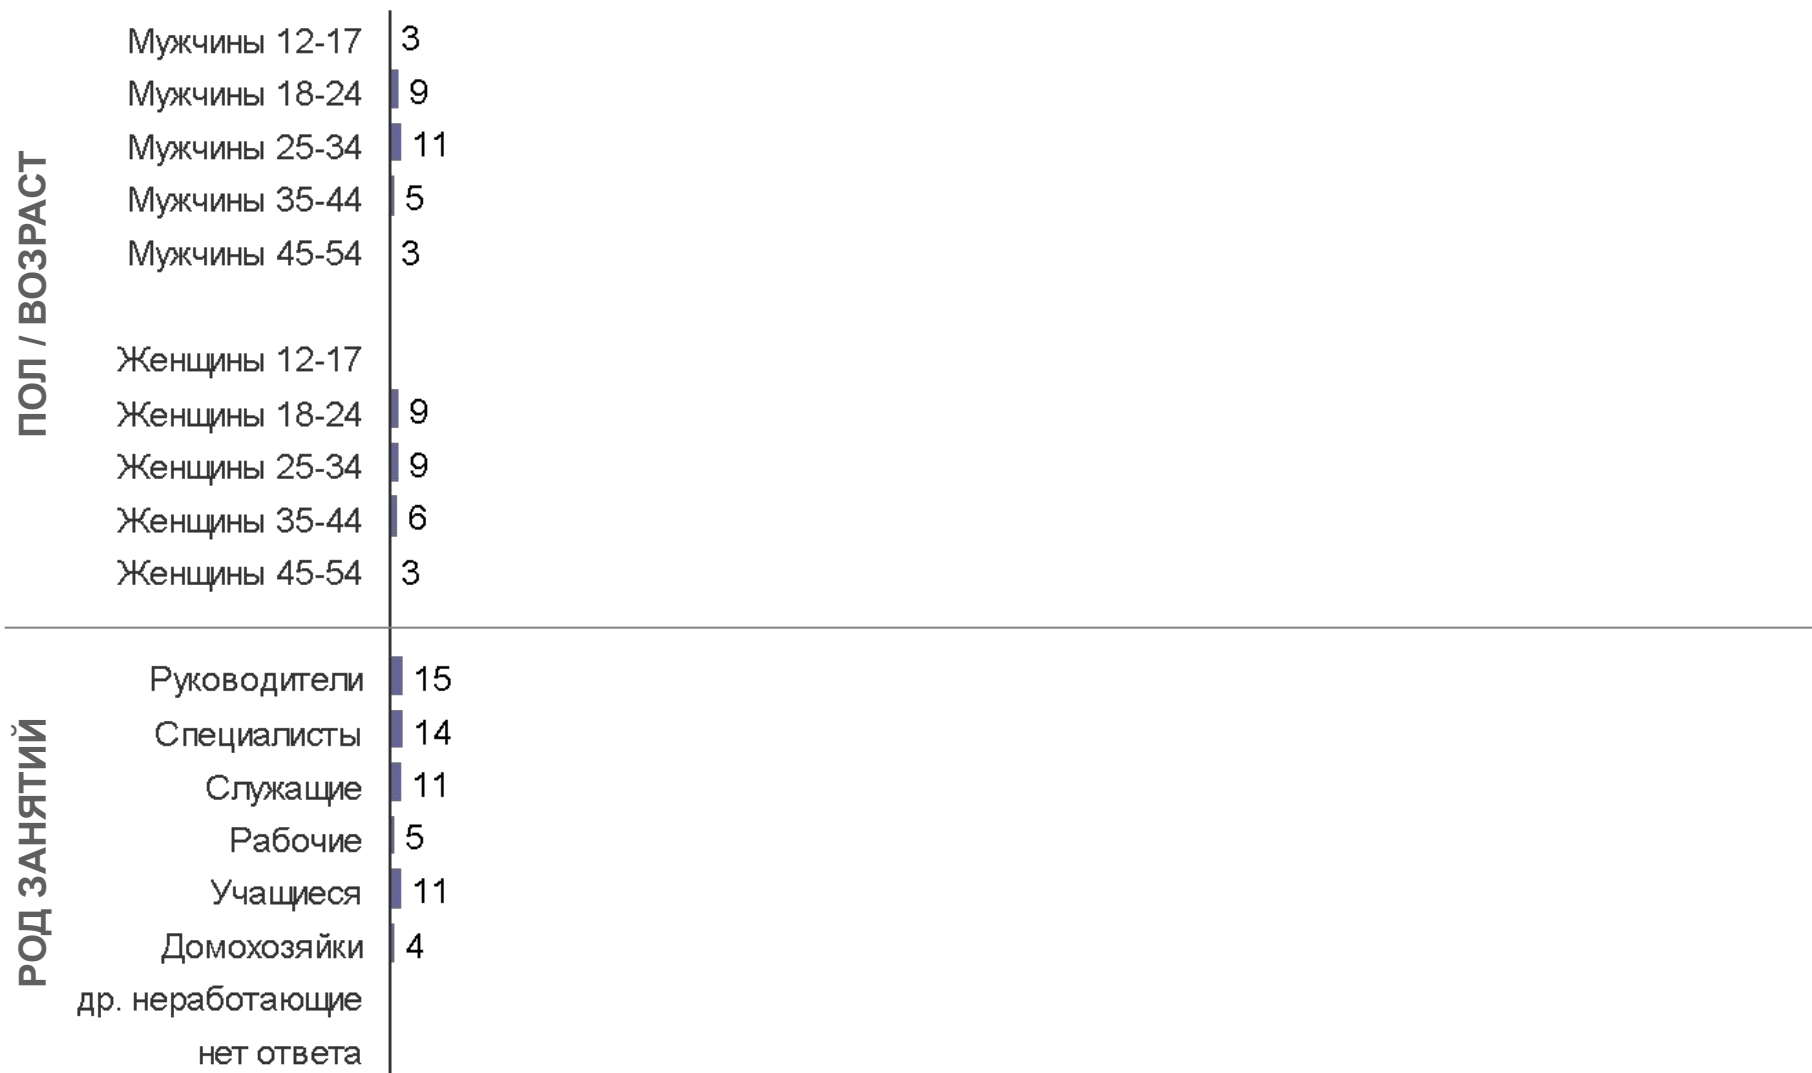 ПОЛ / ВОЗРАСТ
Мужчины 12-17 3
Мужчины 18-24 9
Мужчины 25-34 11
Мужчины 35-44 5
Мужчины 45-54 3
Женщины 12-17
Женщины 18-24 9
Женщины 25-34 9
Женщины 35-44 6
Женщины 45-54 3
РОД ЗАНЯТИЙ
Руководители 15
Специалисты 14
Служащие 11
Рабочие 5
Учащиеся 11
Домохозяйки 4
др. неработающие
нет ответа